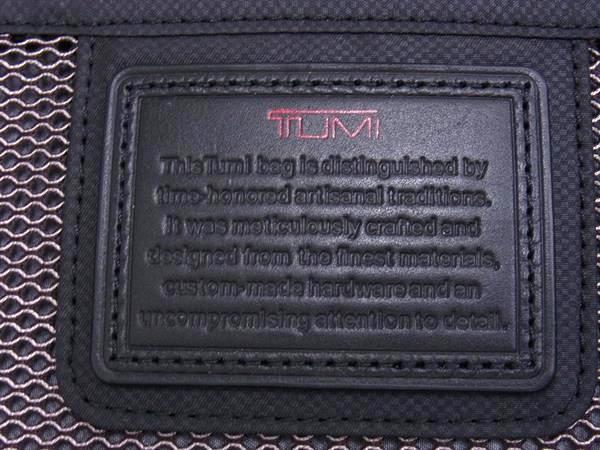 TUMI
This Tumi bag is distinguished by
time-honored artisanal traditions.
It was meticulously crafted and
designed from the finest materials,
custom-made hardware and an
uncompromising attention to detail.